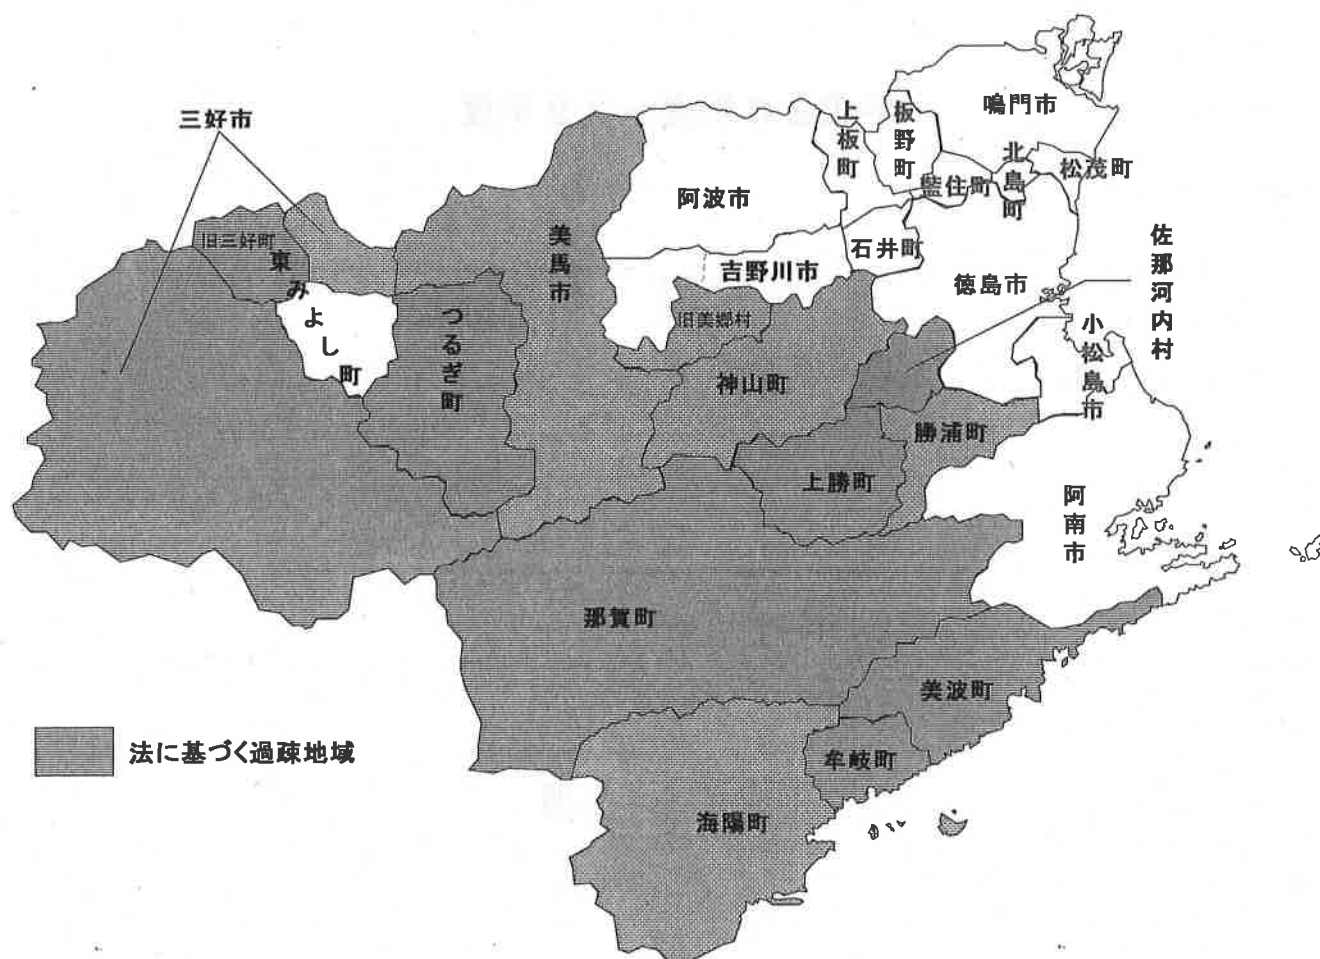 三好市
鳴門市
上板町
板野町
北島町
松茂町
藍住町
阿波市
石井町
吉野川市
徳島市
佐那河内村
美馬市
旧三好町
東みよし町
つるぎ町
旧美郷村
小松島市
神山町
勝浦町
上勝町
阿南市
那賀町
美波町
牟岐町
海陽町
法に基づく過疎地域